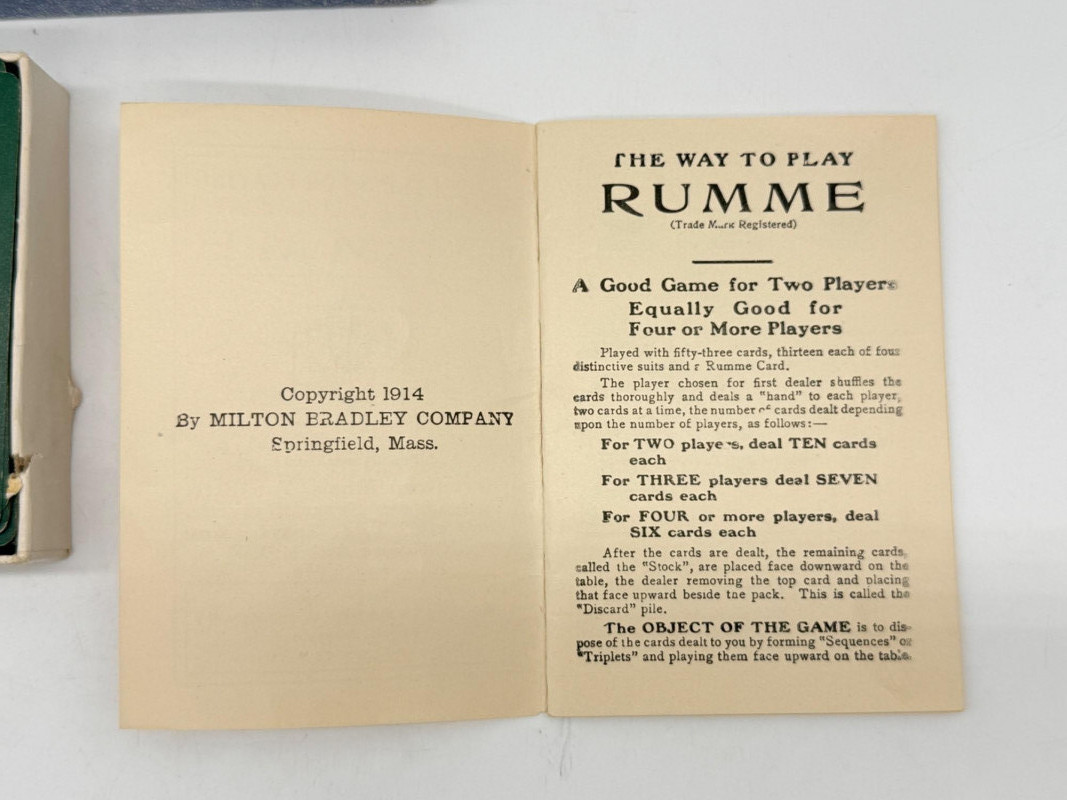 Copyright 1914
By MILTON BRADLEY COMPANY
Springfield, Mass.
THE WAY TO PLAY
RUMME
(Trade Mark Registered)
A Good Game for Two Players
Equally Good for
Four or More Players
Played with fifty-three cards, thirteen each of four
distinctive suits and a Rumme Card.
The player chosen for first dealer shuffles the
cards thoroughly and deals a "hand" to each player,
two cards at a time, the number of cards dealt depending
upon the number of players, as follows:—
For TWO players, deal TEN cards
each
For THREE players deal SEVEN
cards each
For FOUR or more players, deal
SIX cards each
After the cards are dealt, the remaining cards,
called the "Stock", are placed face downward on the
table, the dealer removing the top card and placing
that face upward beside the pack. This is called the
"Discard" pile.
The OBJECT OF THE GAME is to dis-
pose of the cards dealt to you by forming "Sequences" or
"Triplets" and playing them face upward on the table.